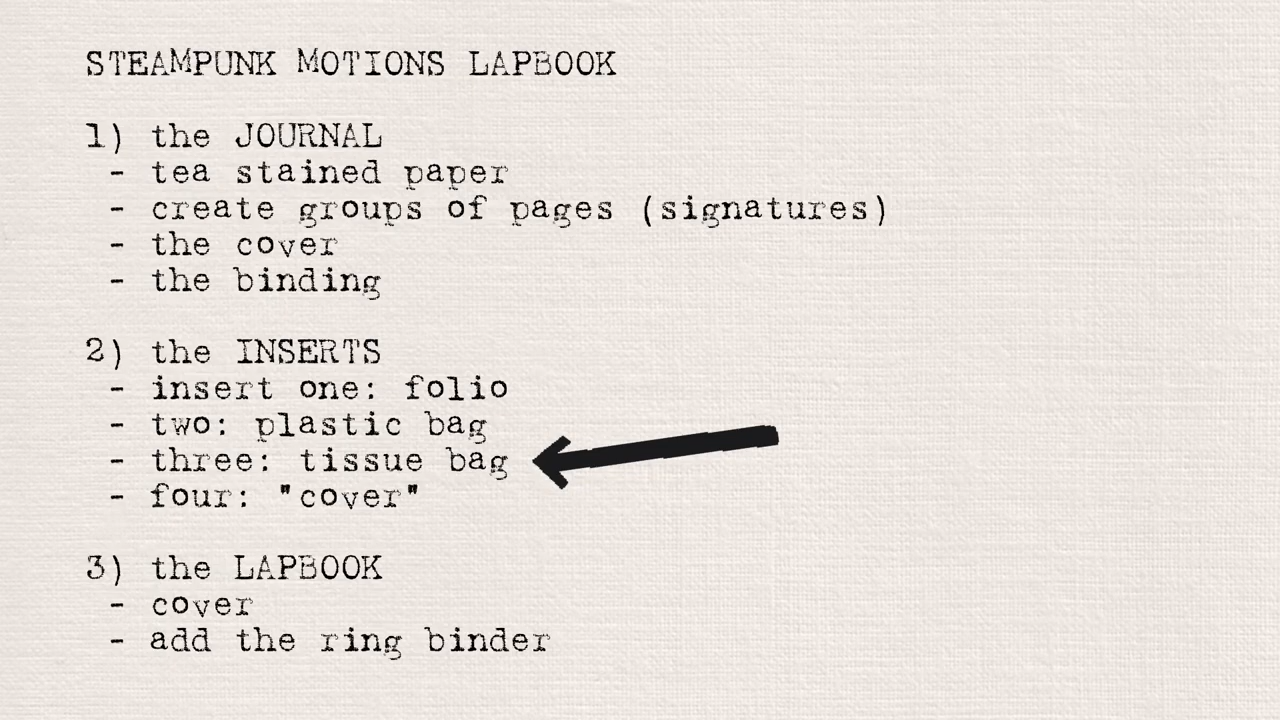 STEAMPUNK MOTIONS LAPBOOK
1) the JOURNAL
- tea stained paper
- create groups of pages (signatures)
- the cover
- the binding
2) the INSERTS
- insert one: folio
- two: plastic bag
- three: tissue bag
- four: "cover"
3) the LAPBOOK
- cover
- add the ring binder